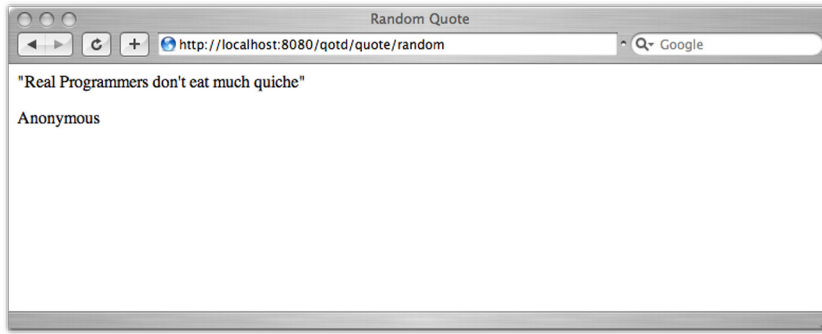 Random Quote
http://localhost:8080/qotd/quote/random
Google
"Real Programmers don't eat much quiche"
Anonymous